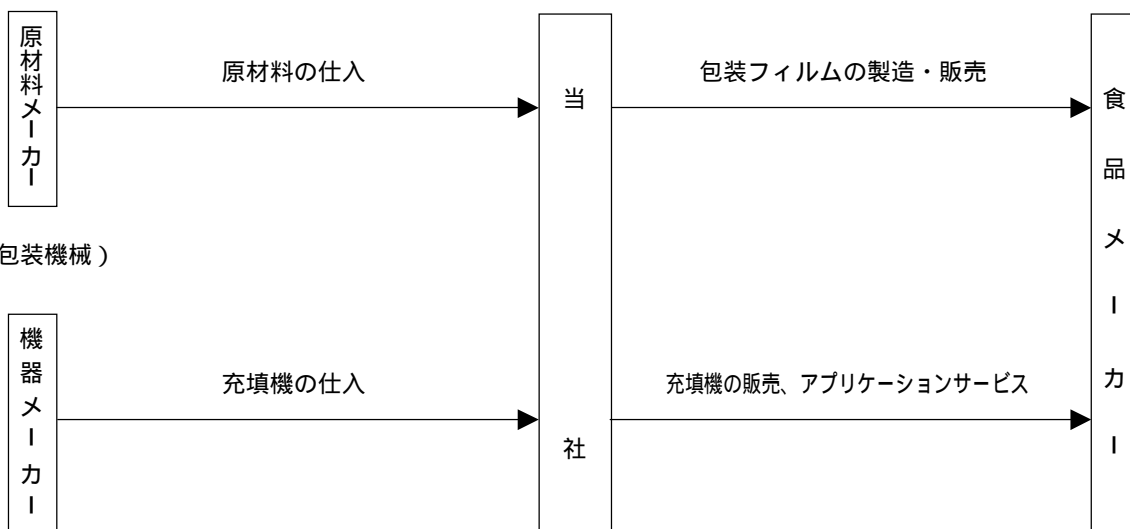 原材料メーカー
原材料の仕入
当社
包装フィルムの製造・販売
食品メーカー
包装機械）
機器メーカー
充填機の仕入
充填機の販売、アプリケーションサービス